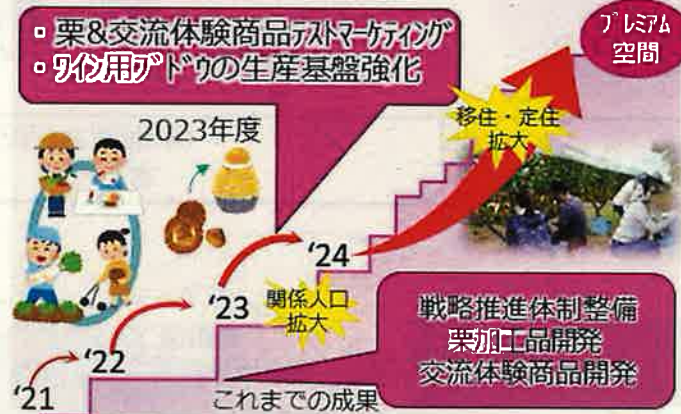 ▫ 栗&交流体験商品テストマーケティング
▫ ワイン用ブドウの生産基盤強化
プレミアム
空間
2023年度
移住・定住
拡大
'24
'23
関係人口
拡大
'22
'21
戦略推進体制整備
栗加工品開発
交流体験商品開発
これまでの成果